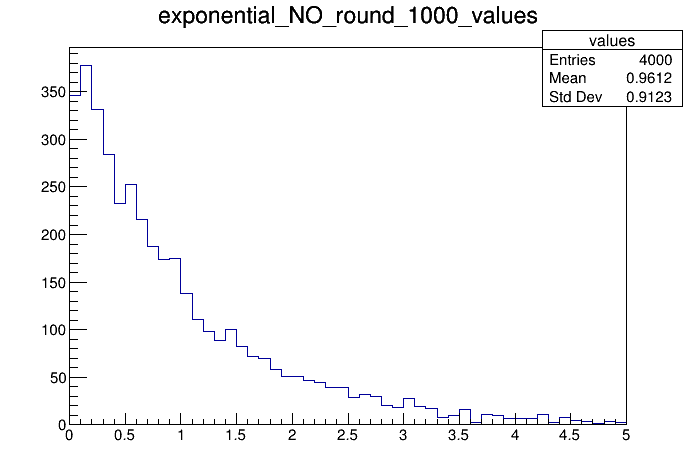 exponential_NO_round_1000_values
values
Entries 4000
Mean 0.9612
Std Dev 0.9123
350
300
250
200
150
100
50
0
0 0.5 1 1.5 2 2.5 3 3.5 4 4.5 5